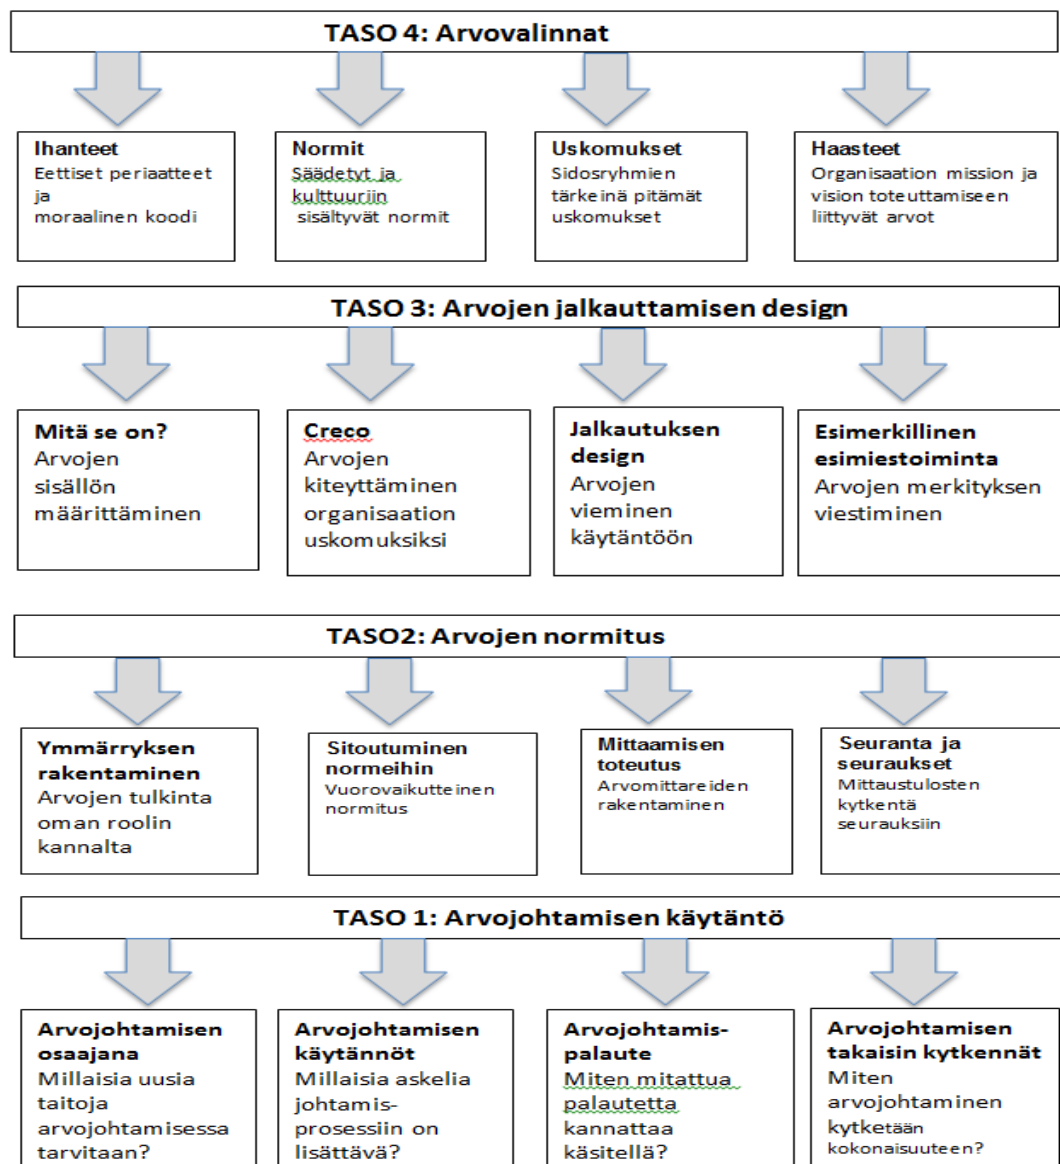 TASO 4: Arvovalinnat
Ihanteet
Eettiset periaatteet
ja
moraalinen koodi
Normit
Säädetyt ja
kulttuuriin
sisältyvät normit
Uskomukset
Sidosryhmien
tärkeinä pitämät
uskomukset
Haasteet
Organisaation mission ja
vision toteuttamiseen
liittyvät arvot
TASO 3: Arvojen jalkauttamisen design
Mitä se on?
Arvojen
sisällön
määrittäminen
Creco
Arvojen
kiteyttäminen
organisaation
uskomuksiksi
Jalkautuksen
design
Arvojen
vieminen
käytäntöön
Esimerkillinen
esimiestoiminta
Arvojen merkityksen
viestiminen
TASO2: Arvojen normitus
Ymmärryksen
rakentaminen
Arvojen tulkinta
oman roolin
kannalta
Sitoutuminen
normeihin
Vuorovaikutteinen
normitus
Mittaamisen
toteutus
Arvomittareiden
rakentaminen
Seuranta ja
seuraukset
Mittaustulosten
kytkentä
seurauksiin
TASO 1: Arvojohtamisen käytäntö
Arvojohtamisen
osaajana
Millaisia uusia
taitoja
arvojohtamisessa
tarvitaan?
Arvojohtamisen
käytännöt
Millaisia askelia
johtamis-
prosessiin on
lisättävä?
Arvojohtamis-
palaute
Miten mitattua
palautetta
kannattaa
käsitellä?
Arvojohtamisen
takaisin kytkennät
Miten
arvojohtaminen
kytketään
kokonaisuuteen?